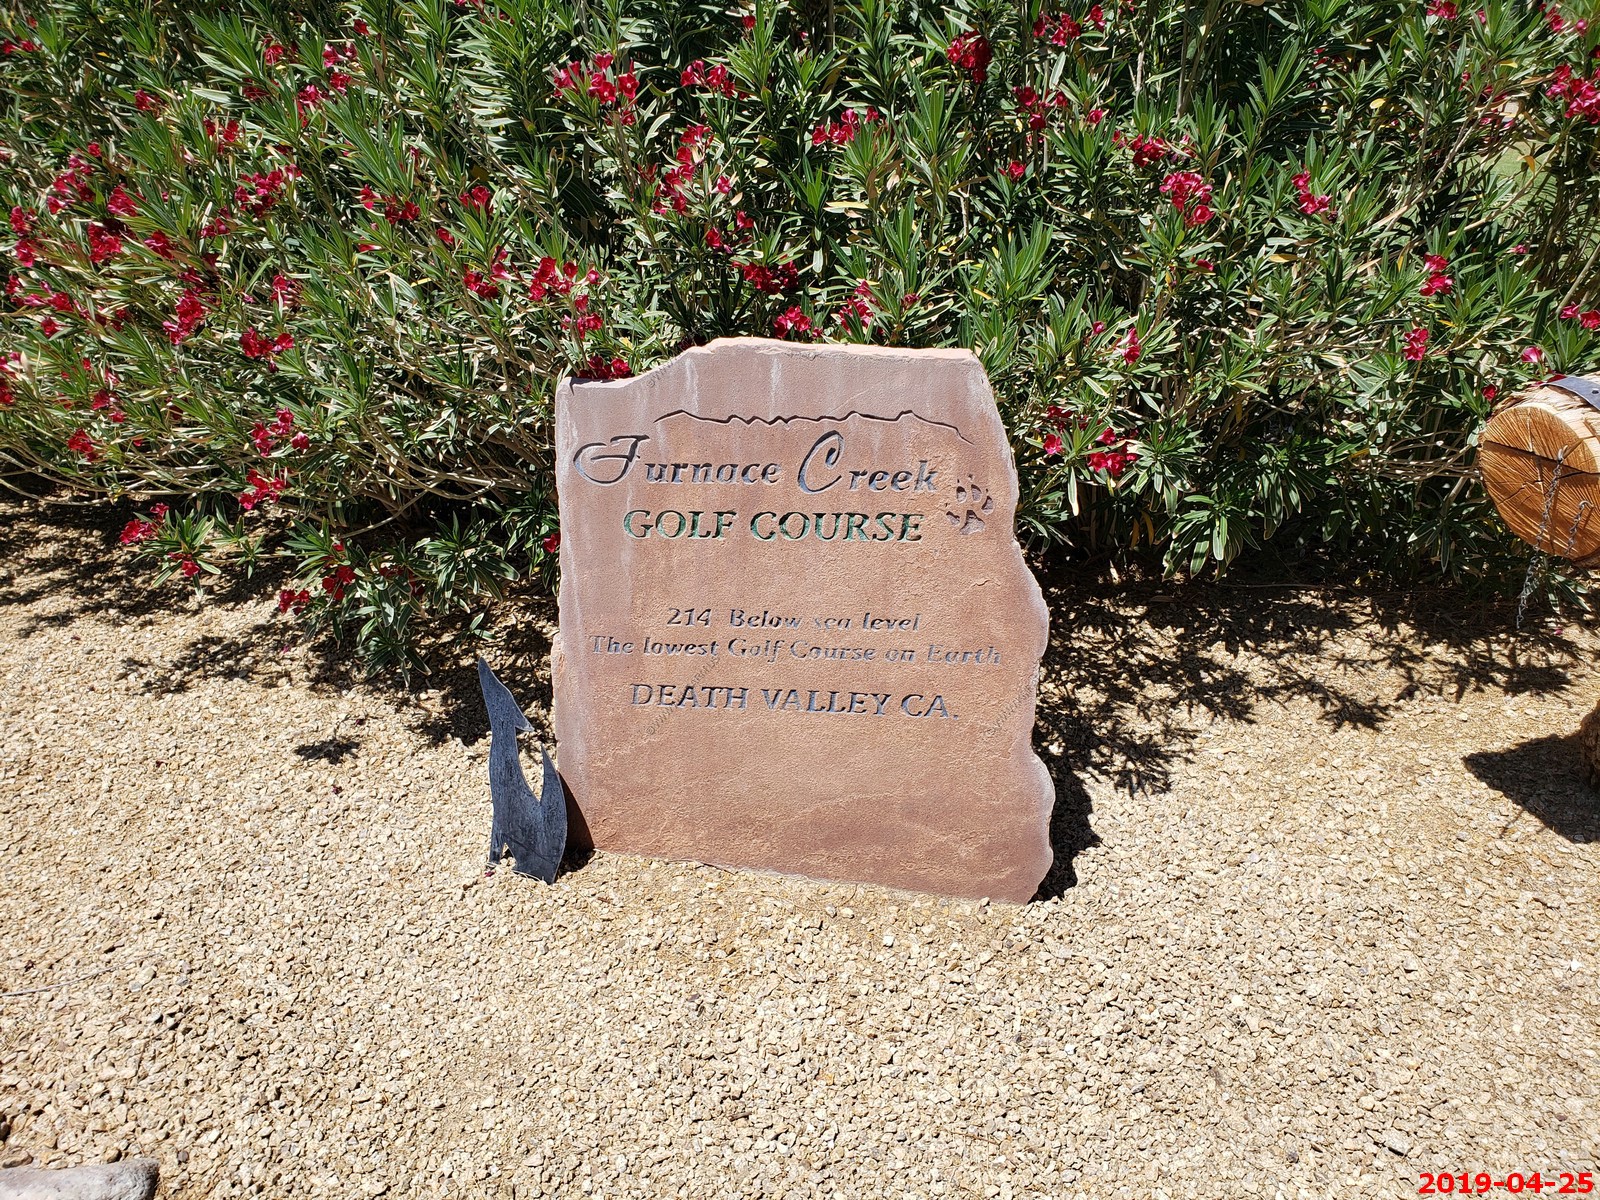 Furnace Creek
GOLF COURSE
214 Below sea level
The lowest Golf Course on Earth
DEATH VALLEY CA.
2019-04-25